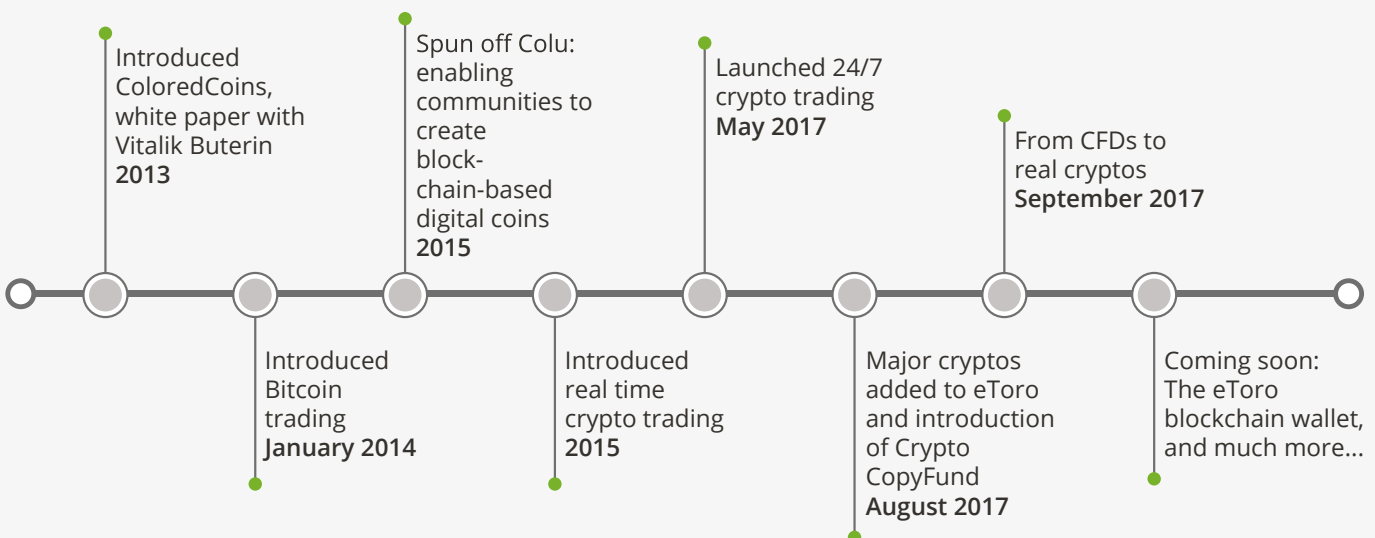 Introduced
ColoredCoins,
white paper with
Vitalik Buterin
2013
Introduced
Bitcoin
trading
January 2014
Spun off Colu:
enabling
communities to
create
block-
chain-based
digital coins
2015
Introduced
real time
crypto trading
2015
Launched 24/7
crypto trading
May 2017
Major cryptos
added to eToro
and introduction
of Crypto
CopyFund
August 2017
From CFDs to
real cryptos
September 2017
Coming soon:
The eToro
blockchain wallet,
and much more...